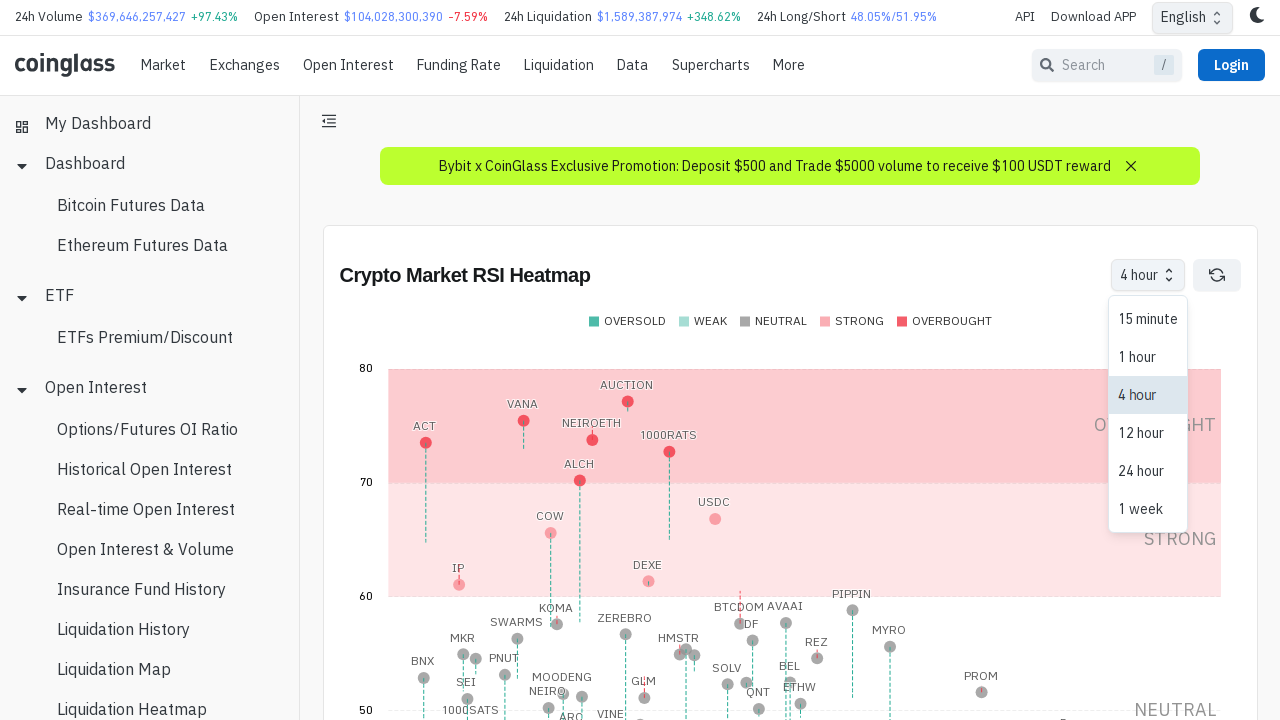 24h Volume $369,646,257,427 +97.43% Open Interest $104,028,300,390 -7.59% 24h Liquidation $1,589,387,974 +348.62% 24h Long/Short 48.05%/51.95% API Download APP English
coinglass Market Exchanges Open Interest Funding Rate Liquidation Data Supercharts More Search / Login
My Dashboard
Dashboard
Bitcoin Futures Data
Ethereum Futures Data
ETF
ETFs Premium/Discount
Open Interest
Options/Futures OI Ratio
Historical Open Interest
Real-time Open Interest
Open Interest & Volume
Insurance Fund History
Liquidation History
Liquidation Map
Liquidation Heatmap
Bybit x CoinGlass Exclusive Promotion: Deposit $500 and Trade $5000 volume to receive $100 USDT reward
Crypto Market RSI Heatmap
4 hour
15 minute
1 hour
4 hour
12 hour
24 hour
1 week
OVERSOLD WEAK NEUTRAL STRONG OVERBOUGHT
80
AUCTION
VANA
ACT
NEIROETH
1000RATS
ALCH
70
USDC
COW
STRONG
DEXE
IP
60
PIPPIN
KOMA
BTCDOM
AVAAI
ZEREBRO
SWARMS
DF
MYRO
MKR
HMSTR
REZ
BNX
PNUT
SOLV
BEL
MOODENG
PROM
SEI
GLM
NEIRO
QNT
ETHW
1000SATS
VINE
ARC
50
NEUTRAL